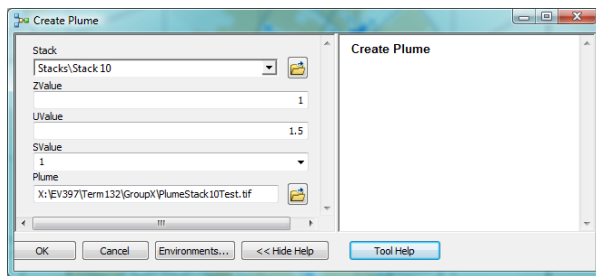 Create Plume
Stack
Stacks\Stack 10
ZValue
1
UValue
1.5
SValue
1
Plume
X:\EV397\Term132\GroupX\PlumeStack10Test.tif
OK
Cancel
Environments...
<< Hide Help
Create Plume
Tool Help